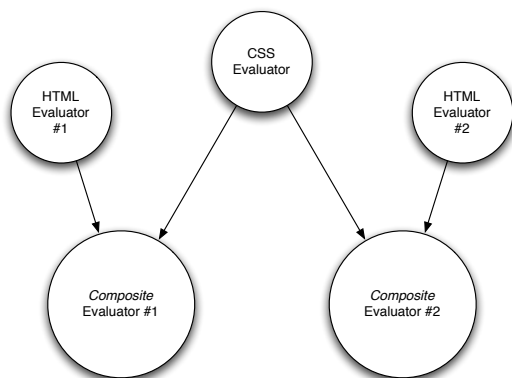 CSS
Evaluator
HTML
Evaluator
#1
HTML
Evaluator
#2
Composite
Evaluator #1
Composite
Evaluator #2